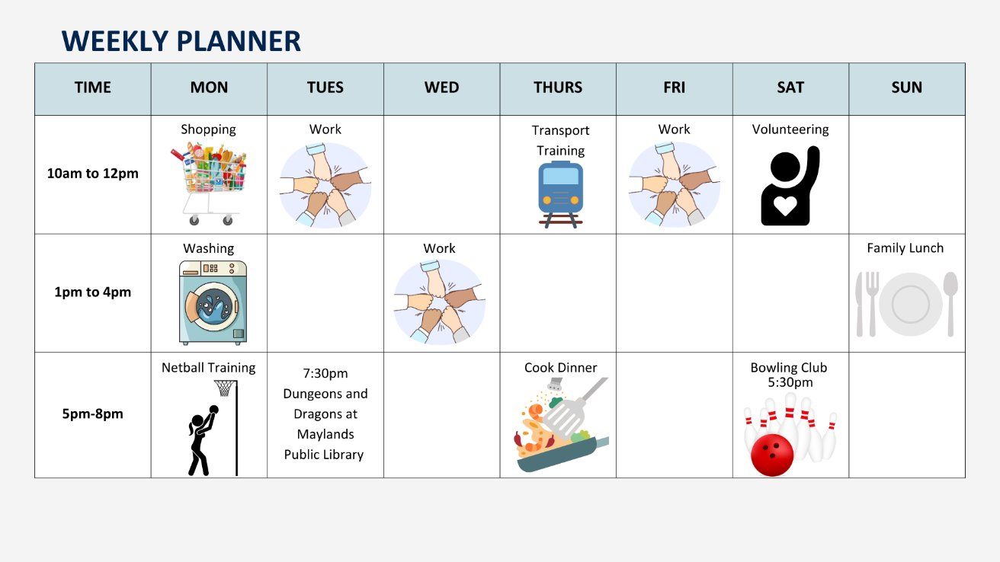 WEEKLY PLANNER
TIME
MON
TUES
WED
THURS
FRI
SAT
SUN
10am to 12pm
Shopping
Work
Transport
Training
Work
Volunteering
1pm to 4pm
Washing
Work
Family Lunch
5pm-8pm
Netball Training
7:30pm
Dungeons and
Dragons at
Maylands
Public Library
Cook Dinner
Bowling Club
5:30pm